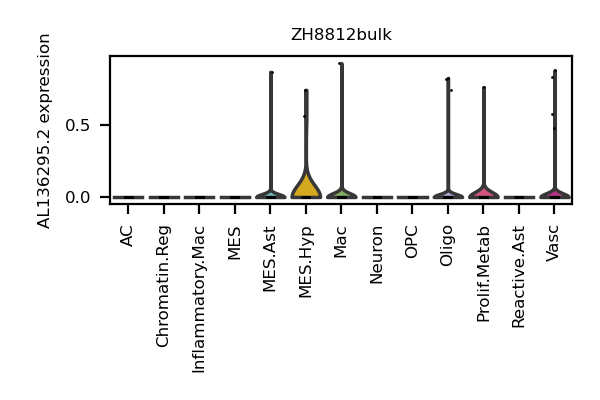 ZH8812bulk
AL136295.2 expression
0.5
0.0
AC
Chromatin.Reg
Inflammatory.Mac
MES
MES.Ast
MES.Hyp
Mac
Neuron
OPC
Oligo
Prolif.Metab
Reactive.Ast
Vasc